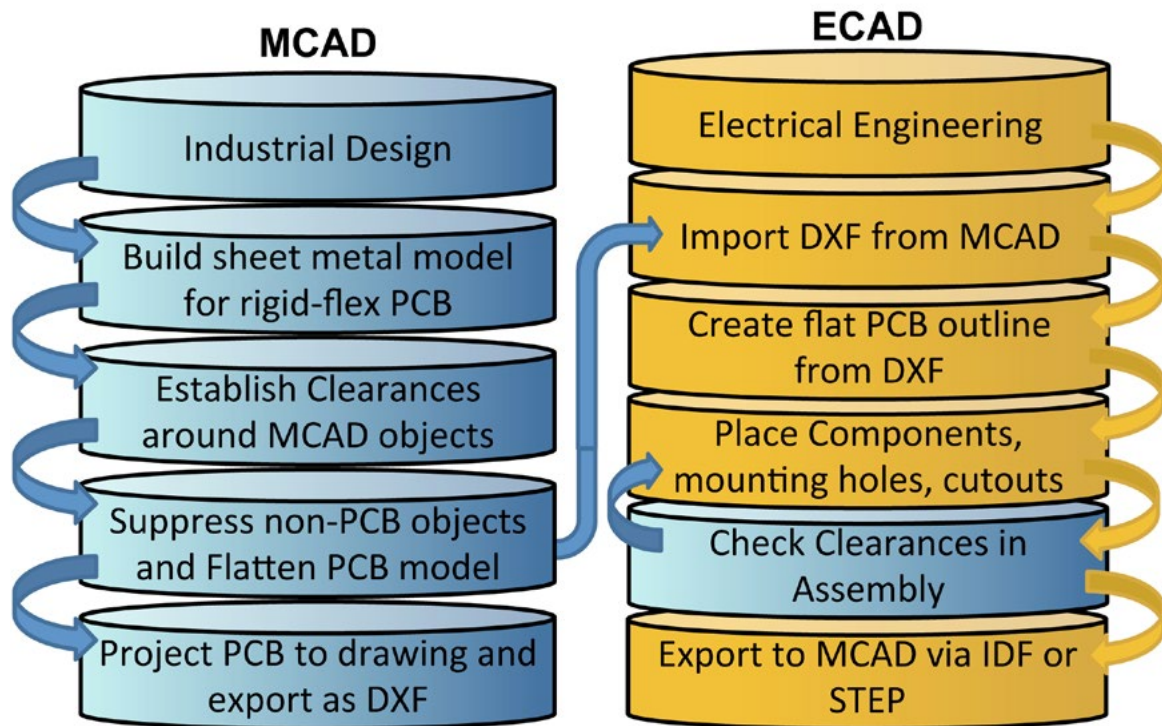 MCAD
Industrial Design
Build sheet metal model
for rigid-flex PCB
Establish Clearances
around MCAD objects
Suppress non-PCB objects
and Flatten PCB model
Project PCB to drawing and
export as DXF
ECAD
Electrical Engineering
Import DXF from MCAD
Create flat PCB outline
from DXF
Place Components,
mounting holes, cutouts
Check Clearances in
Assembly
Export to MCAD via IDF or
STEP